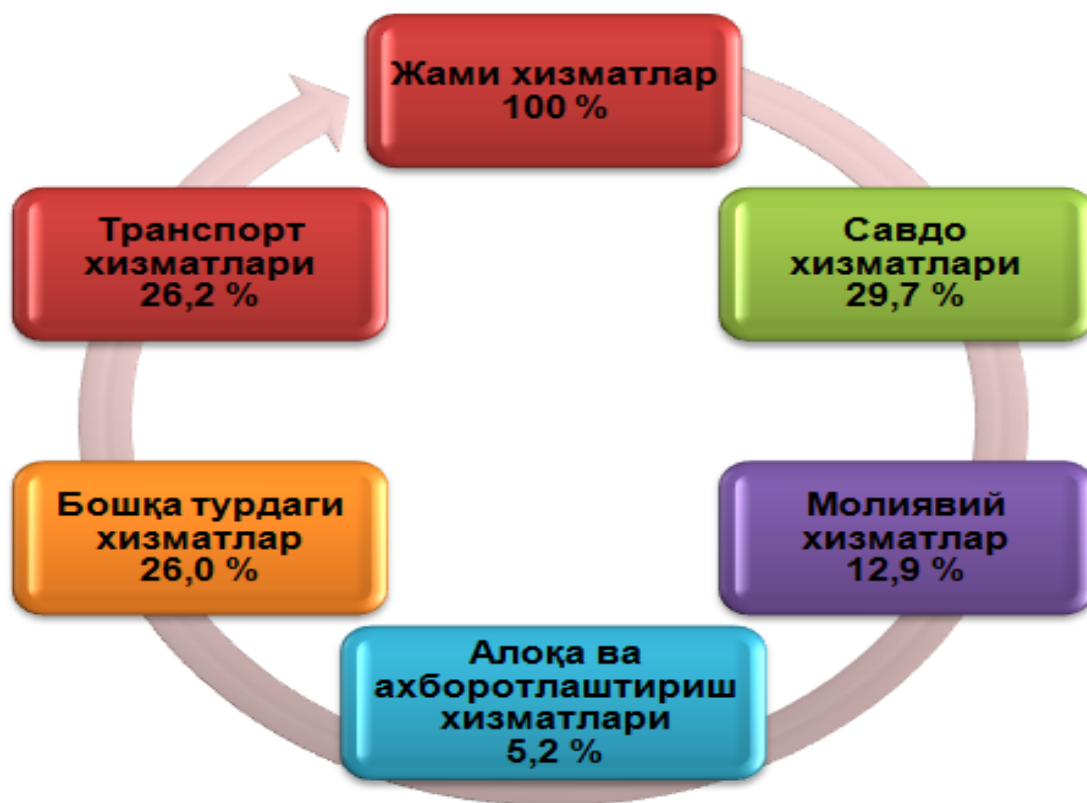 Жами хизматлар
100 %
Савдо
хизматлари
29,7 %
Молиявий
хизматлар
12,9 %
Алоқа ва
ахборотлаштириш
хизматлари
5,2 %
Бошқа турдаги
хизматлар
26,0 %
Транспорт
хизматлари
26,2 %